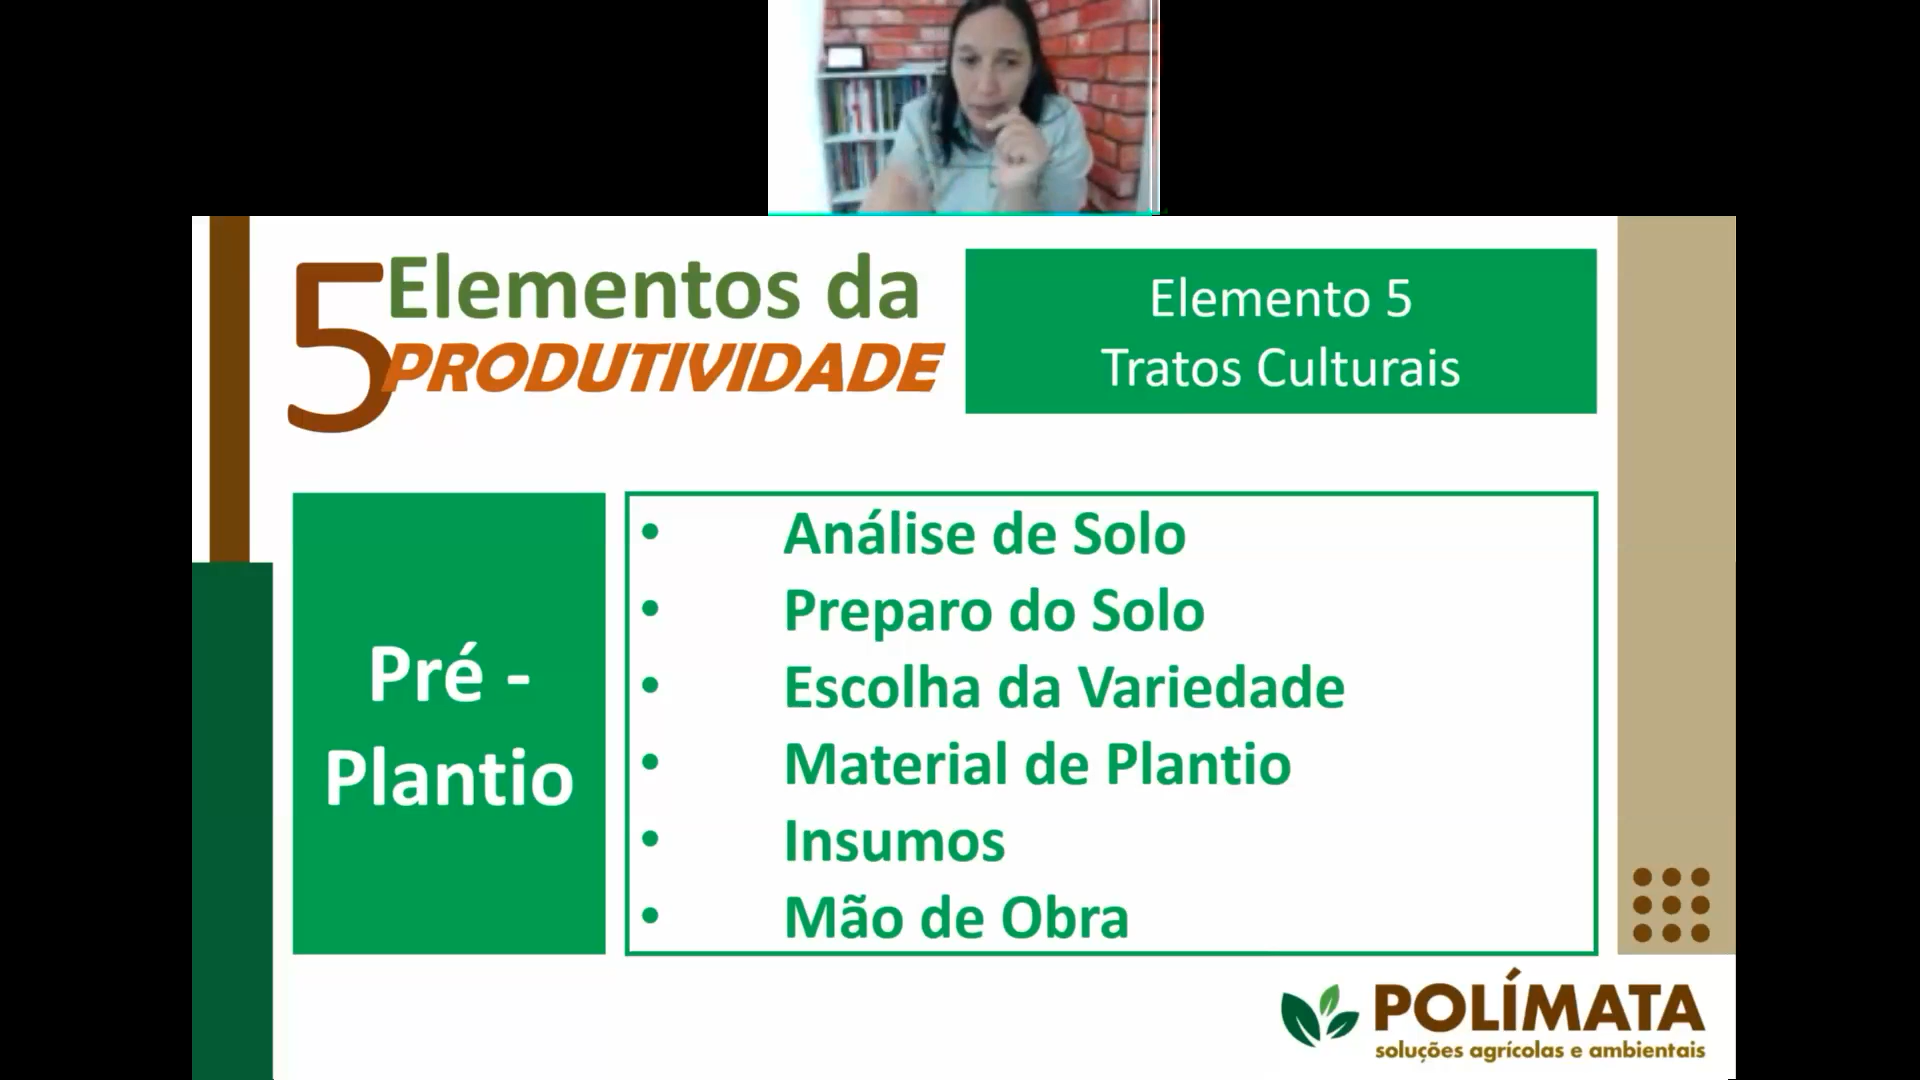 5 Elementos da
PRODUTIVIDADE
Elemento 5
Tratos Culturais
Pré -
Plantio
• Análise de Solo
• Preparo do Solo
• Escolha da Variedade
• Material de Plantio
• Insumos
• Mão de Obra
POLÍMATA
soluções agrícolas e ambientais